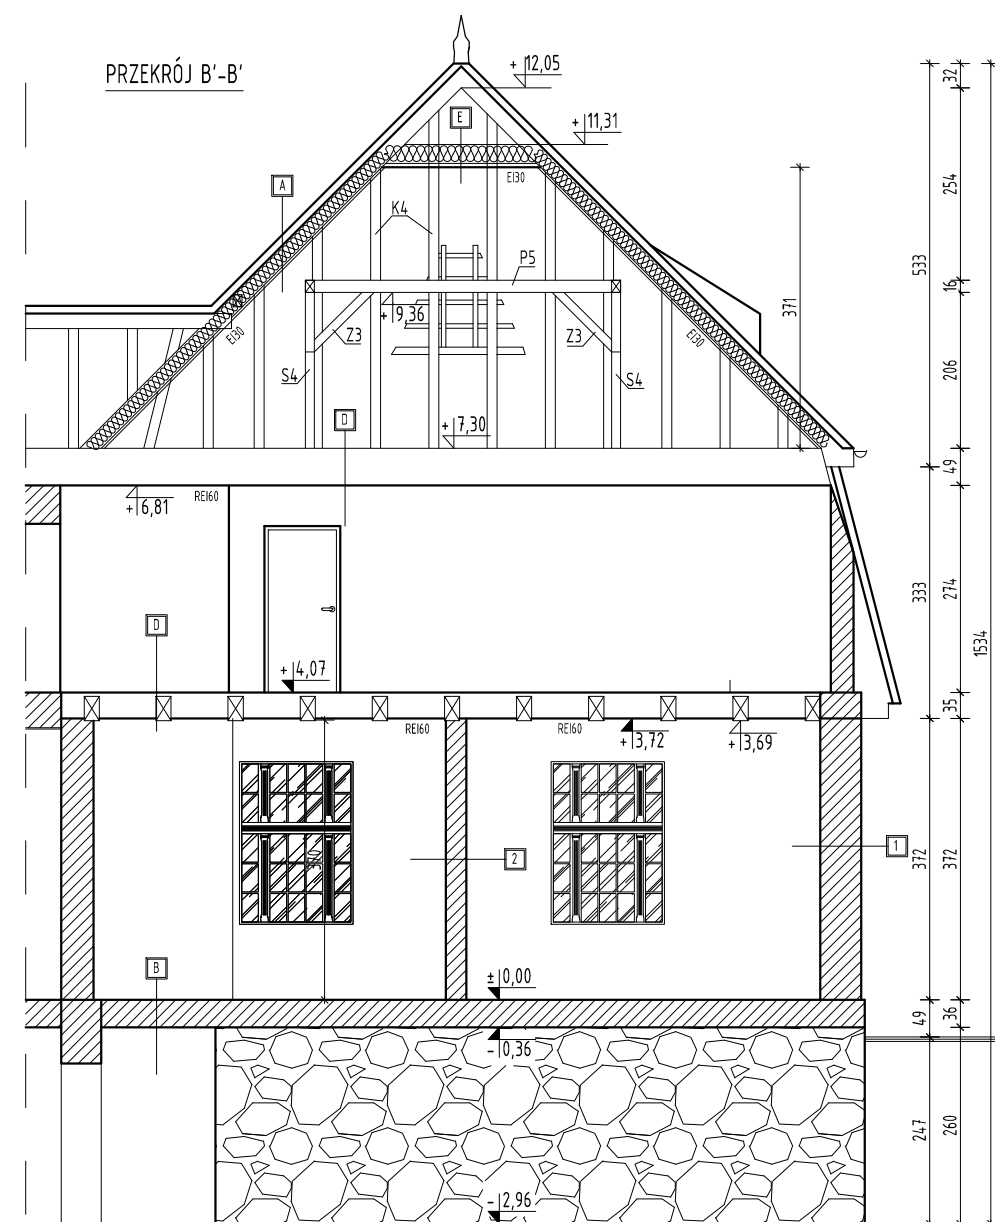 PRZEKRÓJ B'-B'
+ 12,05
32
E
+ 11,31
EI30
A
254
K4
P5
533
16
371
+ 9,36
EI30
Z3
Z3
EI30
S4
S4
206
D
+ 7,30
49
REI60
+ 6,81
333
274
D
1534
+ 4,07
35
REI60
REI60
+ 3,72
+ 3,69
370
2
1
372
372
B
± 0,00
49
36
- 0,36
247
260
- 2,96